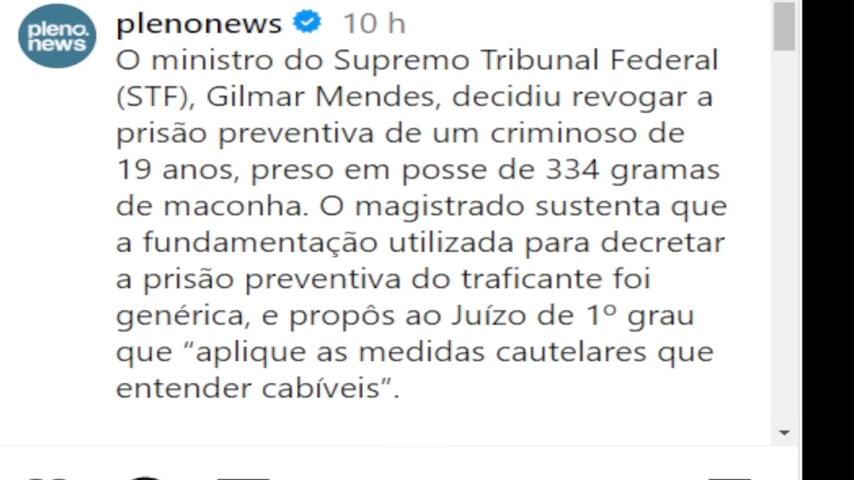 pleno.
news
plenonews 10 h
O ministro do Supremo Tribunal Federal
(STF), Gilmar Mendes, decidiu revogar a
prisão preventiva de um criminoso de
19 anos, preso em posse de 334 gramas
de maconha. O magistrado sustenta que
a fundamentação utilizada para decretar
a prisão preventiva do traficante foi
genérica, e propôs ao Juízo de 1º grau
que “aplique as medidas cautelares que
entender cabíveis”.